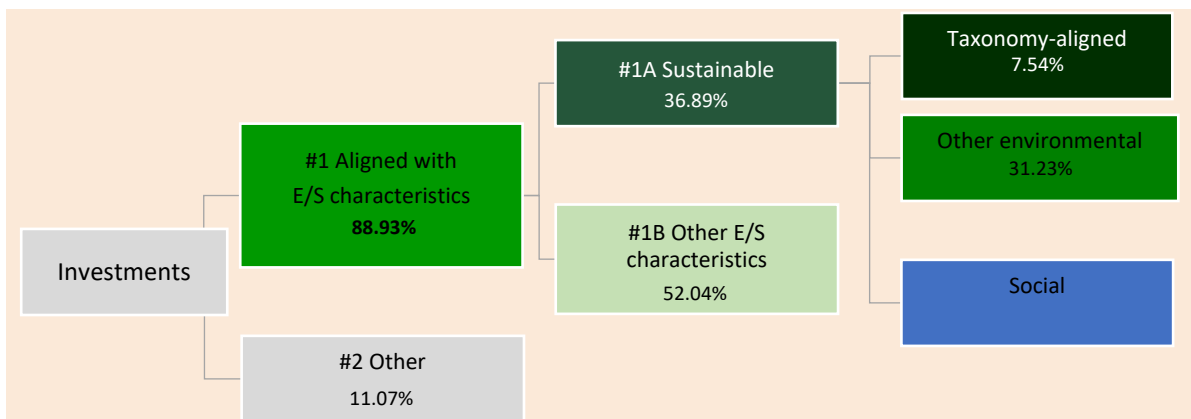 Investments
#1 Aligned with
E/S characteristics
88.93%
#2 Other
11.07%
#1A Sustainable
36.89%
#1B Other E/S
characteristics
52.04%
Taxonomy-aligned
7.54%
Other environmental
31.23%
Social